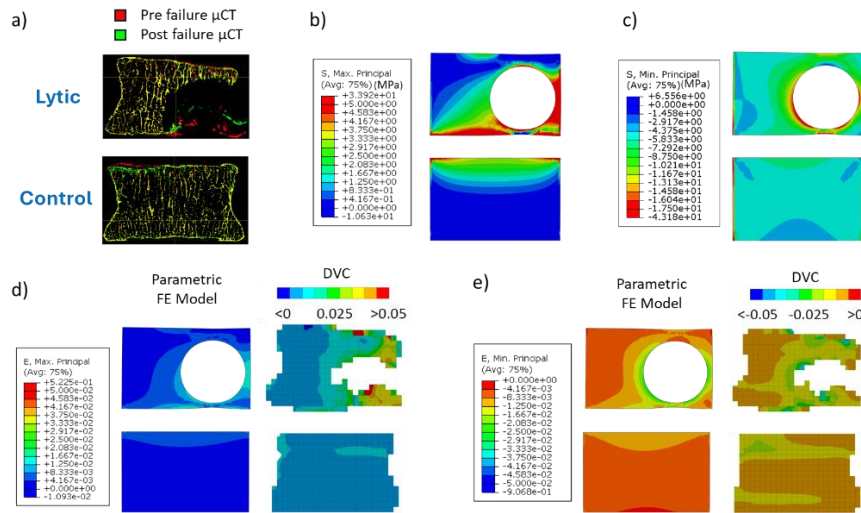 a)
Pre failure µCT
Post failure µCT
Lytic
Control
b)
S, Max. Principal
(Avg: 75%)(MPa)
+3.392e+01
+5.000e+00
+4.583e+00
+4.167e+00
+3.750e+00
+3.333e+00
+2.917e+00
+2.500e+00
+2.083e+00
+1.667e+00
+1.250e+00
+8.333e-01
+4.167e-01
+0.000e+00
-1.063e+01
c)
S, Min. Principal
(Avg: 75%)
(MPa)
+6.556e+00
+0.000e+00
-1.458e+00
-2.917e+00
-4.375e+00
-5.833e+00
-7.292e+00
-8.750e+00
-1.021e+01
-1.167e+01
-1.313e+01
-1.458e+01
-1.604e+01
-1.750e+01
-4.318e+01
d)
Parametric
FE Model
DVC
<0 0.025 >0.05
E, Max. Principal
(Avg: 75%)
+5.225e-01
+5.000e-02
+4.583e-02
+4.167e-02
+3.750e-02
+3.333e-02
+2.917e-02
+2.500e-02
+2.083e-02
+1.667e-02
+1.250e-02
+8.333e-03
+4.167e-03
+0.000e+00
-1.093e-02
e)
Parametric
FE Model
DVC
<-0.05 -0.025 >0
E, Min. Principal
(Avg: 75%)
+0.000e+00
-4.167e-03
-8.333e-03
-1.250e-02
-1.667e-02
-2.083e-02
-2.500e-02
-2.917e-02
-3.333e-02
-3.750e-02
-4.167e-02
-4.583e-02
-5.000e-02
-9.068e-01